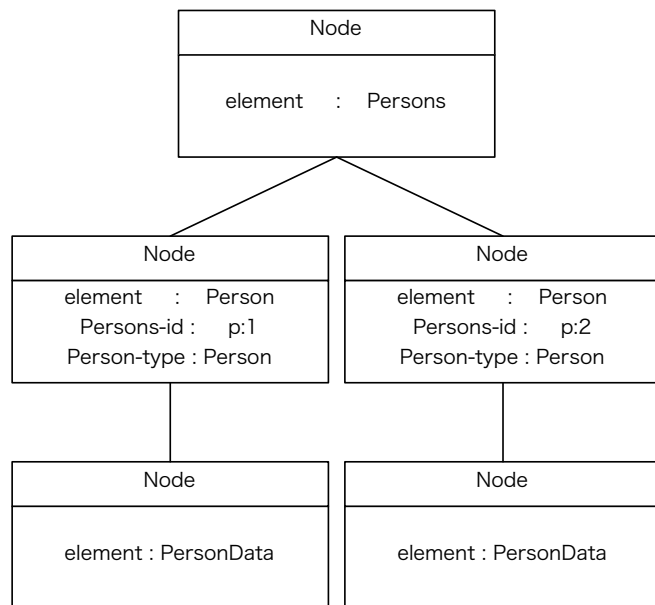 Node
element : Persons
Node
element : Person
Persons-id : p:1
Person-type : Person
Node
element : Person
Persons-id : p:2
Person-type : Person
Node
element : PersonData
Node
element : PersonData